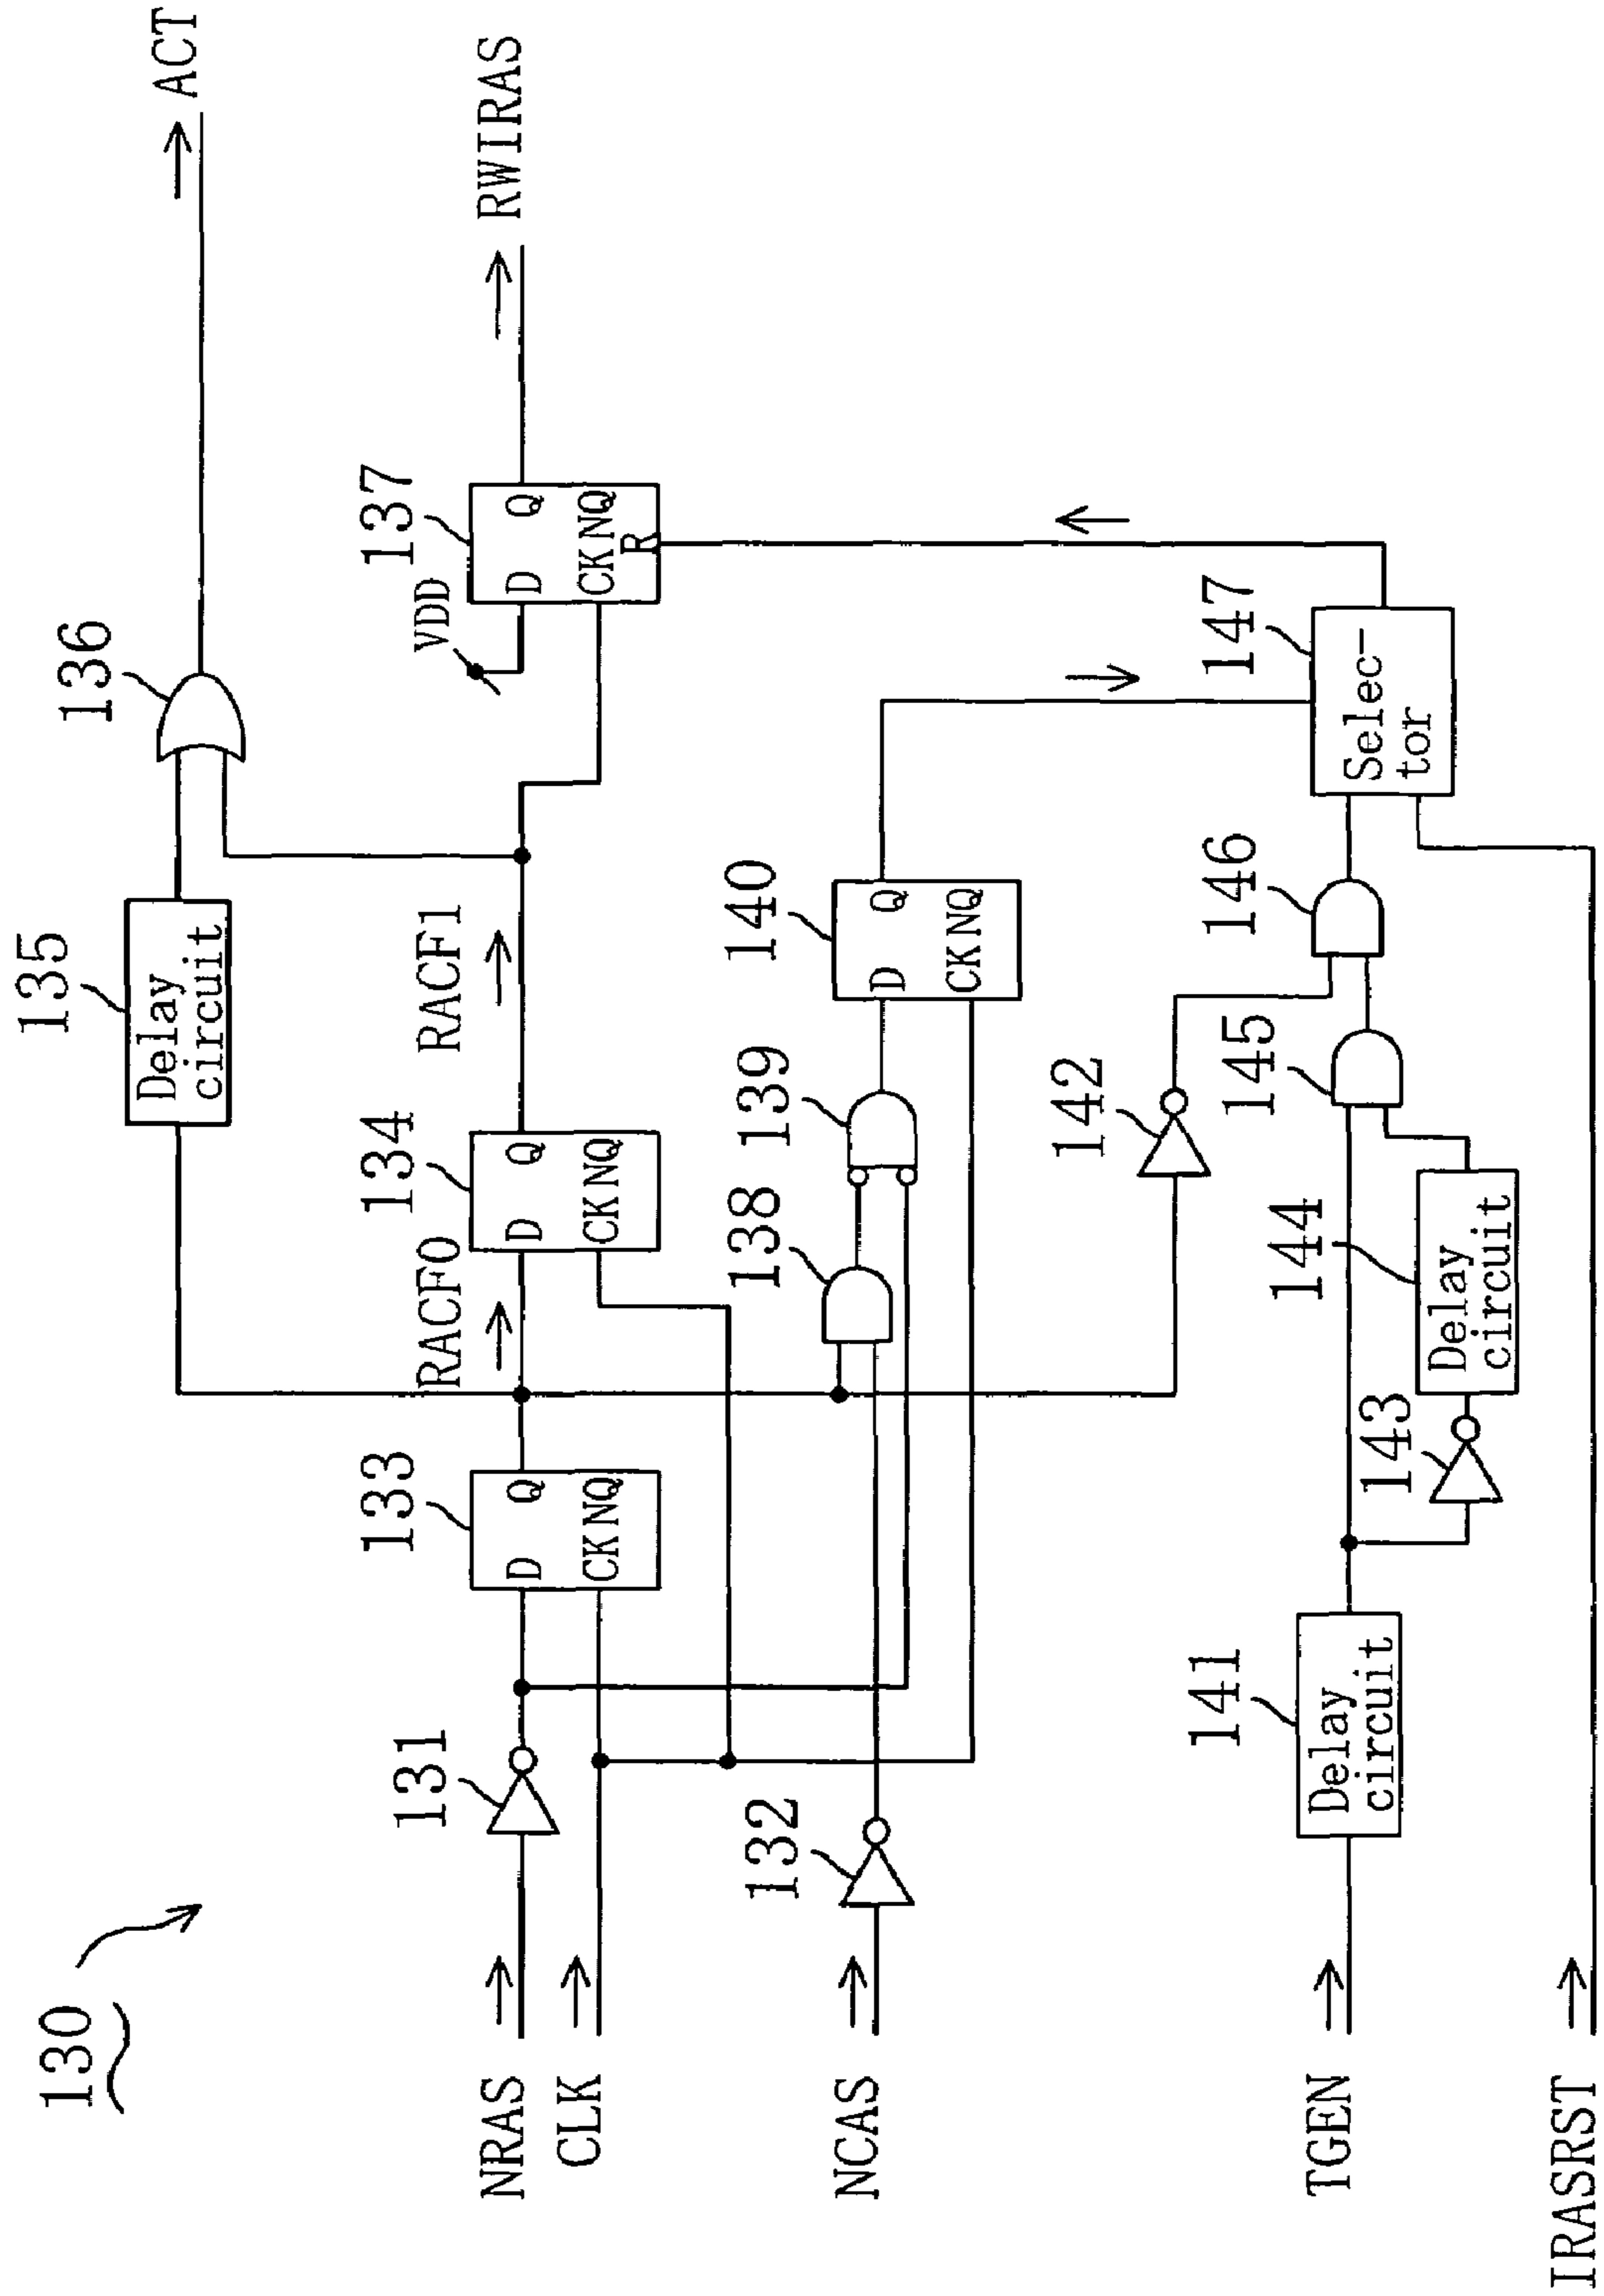 130
ACT
136
135
Delay
circuit
RWIRAS
137
VDD
D
Q
CK
NQ
R
RACF1
134
D
Q
CK
NQ
RACF0
133
D
Q
CK
NQ
131
NRAS
CLK
140
D
Q
CK
NQ
139
138
132
NCAS
142
147
Selec-
tor
146
145
144
Delay
circuit
143
141
Delay
circuit
TGEN
IRASRST